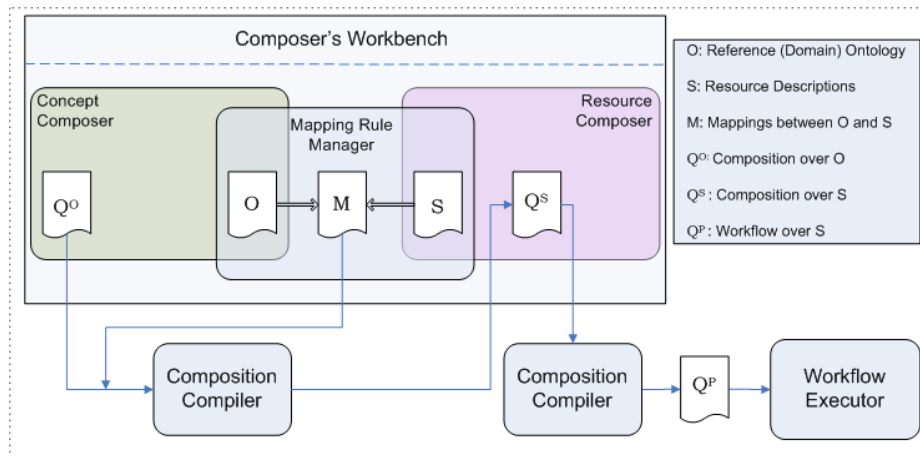 Composer's Workbench
Concept
Composer
Mapping Rule
Manager
Resource
Composer
Qᴼ
O
M
S
Qˢ
Composition
Compiler
Composition
Compiler
Qᴾ
Workflow
Executor
O: Reference (Domain) Ontology
S: Resource Descriptions
M: Mappings between O and S
Qᴼ: Composition over O
Qˢ: Composition over S
Qᴾ: Workflow over S